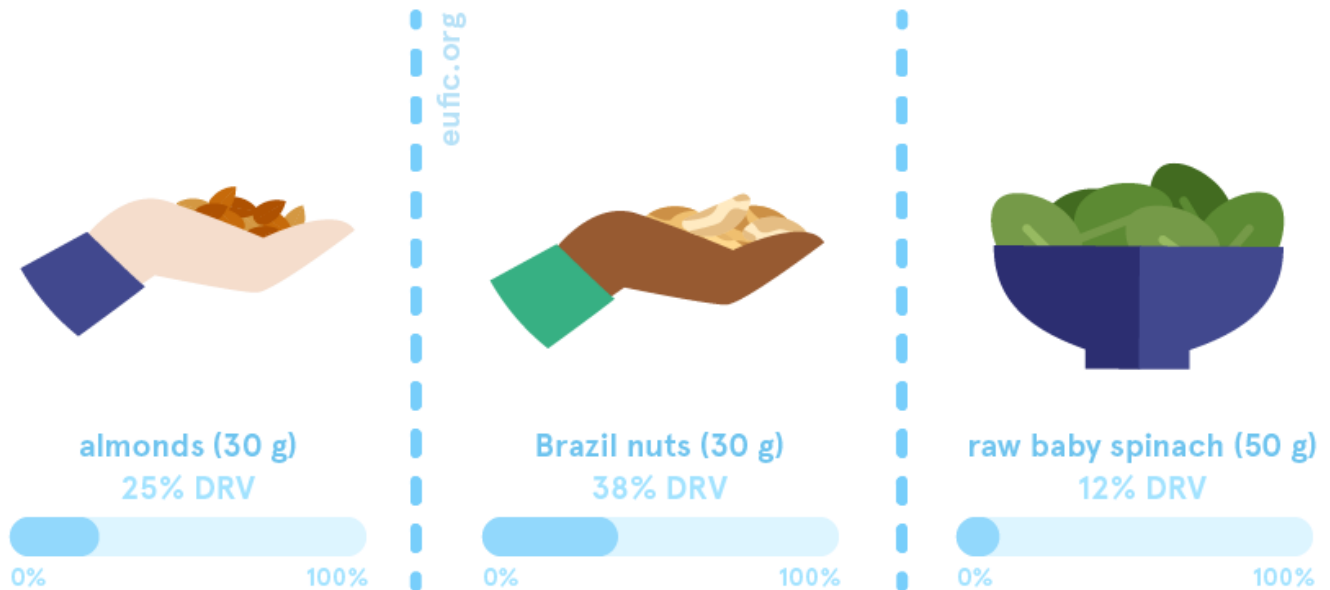 eufic.org
almonds (30 g)
25% DRV
0% 100%
Brazil nuts (30 g)
38% DRV
0% 100%
raw baby spinach (50 g)
12% DRV
0% 100%